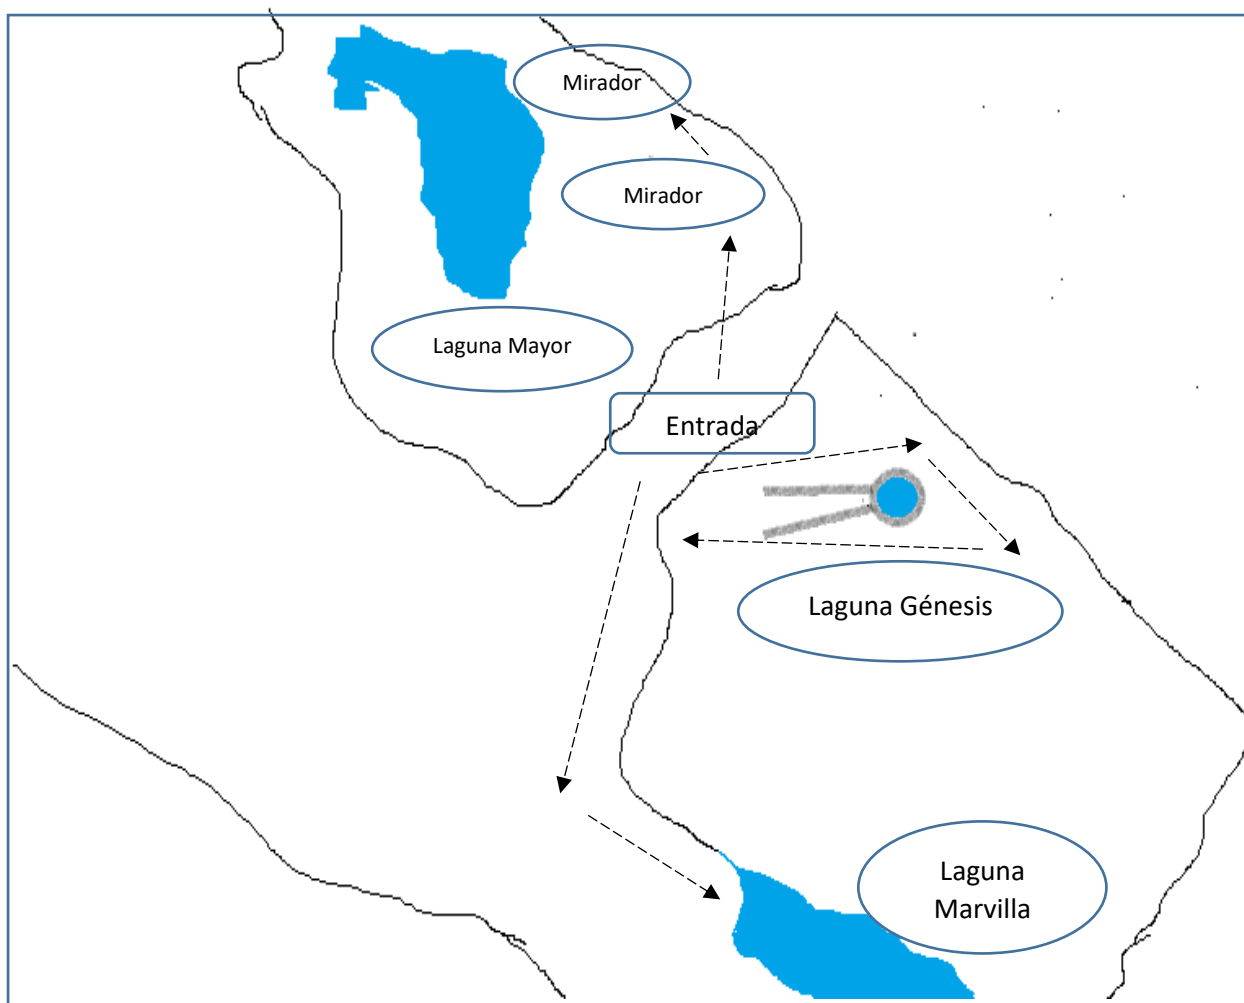 Mirador
Mirador
Laguna Mayor
Entrada
Laguna Génesis
Laguna
Marvilla